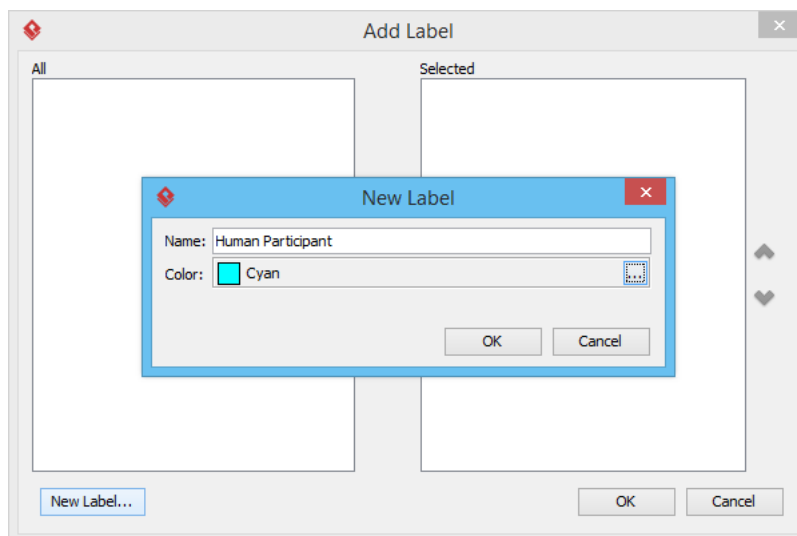 Add Label
All
Selected
New Label
Name: Human Participant
Color: Cyan
...
OK Cancel
New Label... OK Cancel